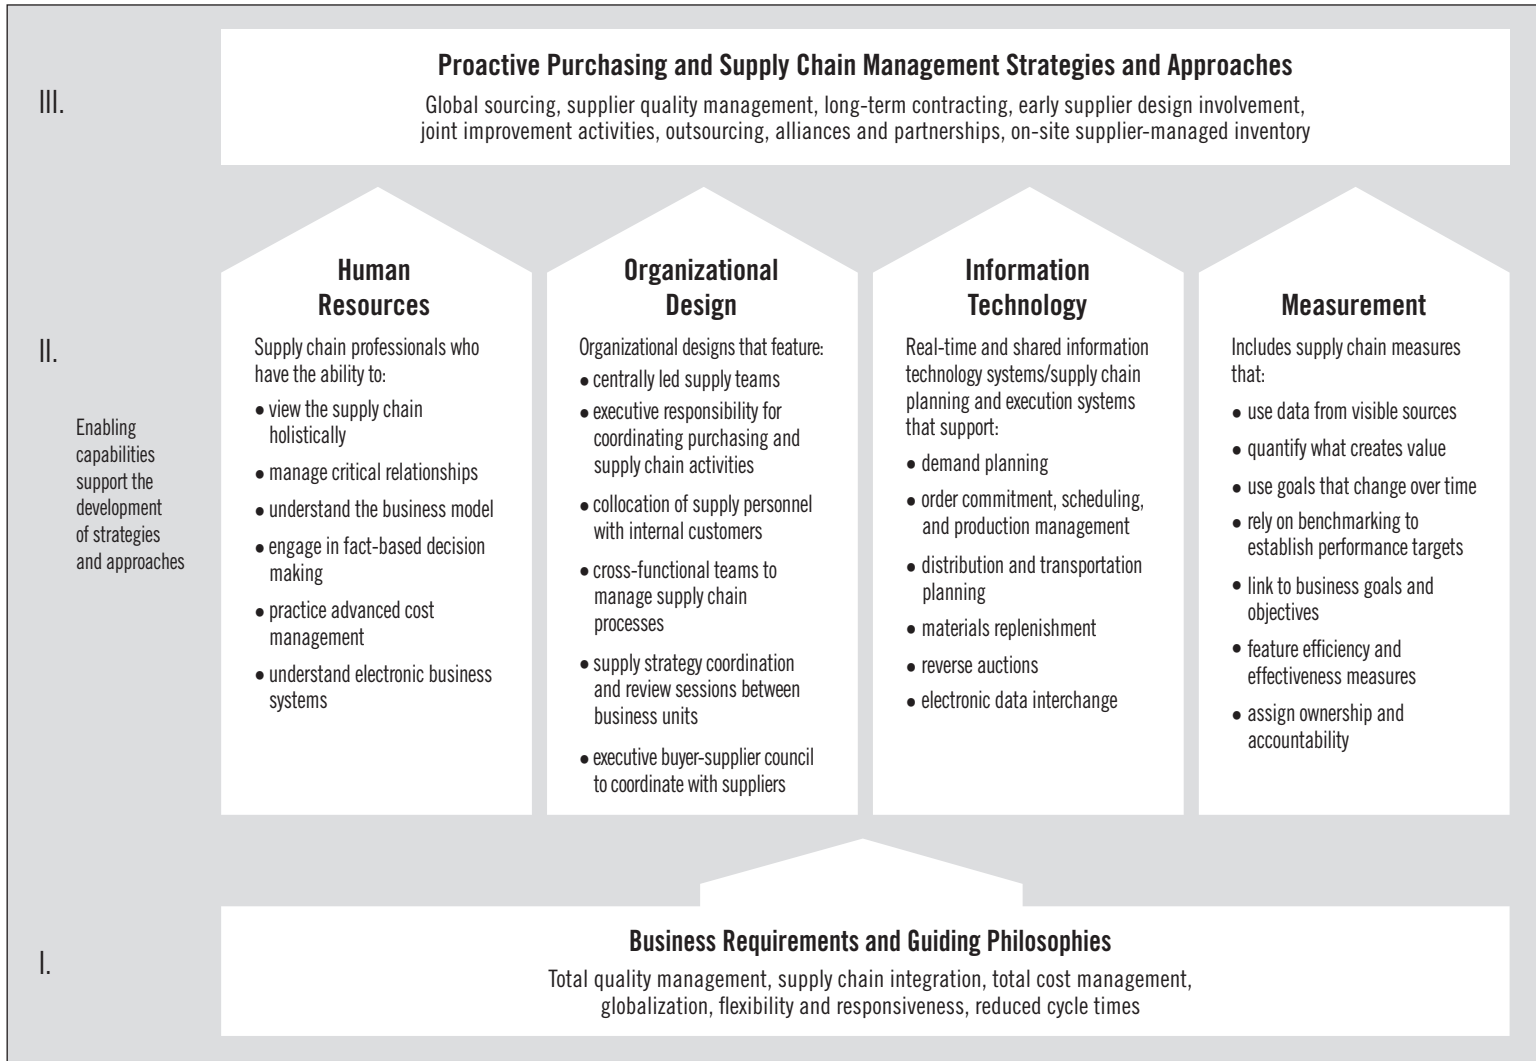 III.
Proactive Purchasing and Supply Chain Management Strategies and Approaches
Global sourcing, supplier quality management, long-term contracting, early supplier design involvement,
joint improvement activities, outsourcing, alliances and partnerships, on-site supplier-managed inventory
II.
Enabling
capabilities
support the
development
of strategies
and approaches
Human
Resources
Supply chain professionals who
have the ability to:
• view the supply chain
holistically
• manage critical relationships
• understand the business model
• engage in fact-based decision
making
• practice advanced cost
management
• understand electronic business
systems
Organizational
Design
Organizational designs that feature:
• centrally led supply teams
• executive responsibility for
coordinating purchasing and
supply chain activities
• collocation of supply personnel
with internal customers
• cross-functional teams to
manage supply chain
processes
• supply strategy coordination
and review sessions between
business units
• executive buyer-supplier council
to coordinate with suppliers
Information
Technology
Real-time and shared information
technology systems/supply chain
planning and execution systems
that support:
• demand planning
• order commitment, scheduling,
and production management
• distribution and transportation
planning
• materials replenishment
• reverse auctions
• electronic data interchange
Measurement
Includes supply chain measures
that:
• use data from visible sources
• quantify what creates value
• use goals that change over time
• rely on benchmarking to
establish performance targets
• link to business goals and
objectives
• feature efficiency and
effectiveness measures
• assign ownership and
accountability
I.
Business Requirements and Guiding Philosophies
Total quality management, supply chain integration, total cost management,
globalization, flexibility and responsiveness, reduced cycle times